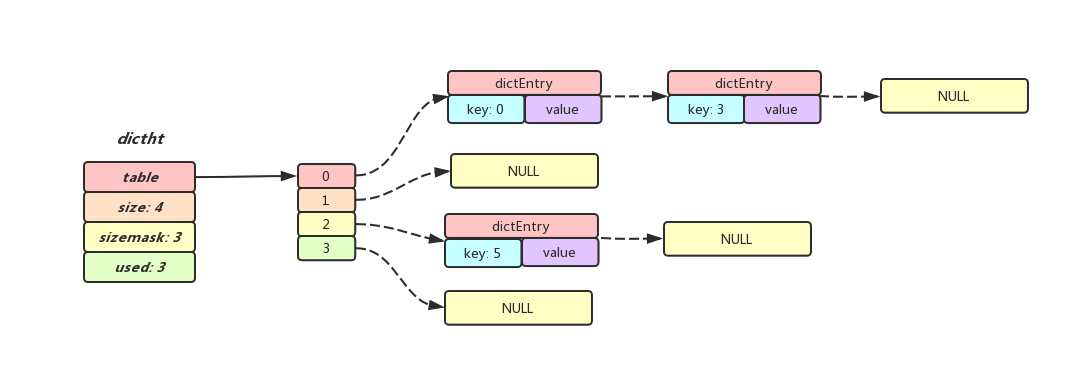 dictht
table
size: 4
sizemask: 3
used: 3
0
1
2
3
dictEntry
key: 0
value
dictEntry
key: 3
value
NULL
NULL
dictEntry
key: 5
value
NULL
NULL